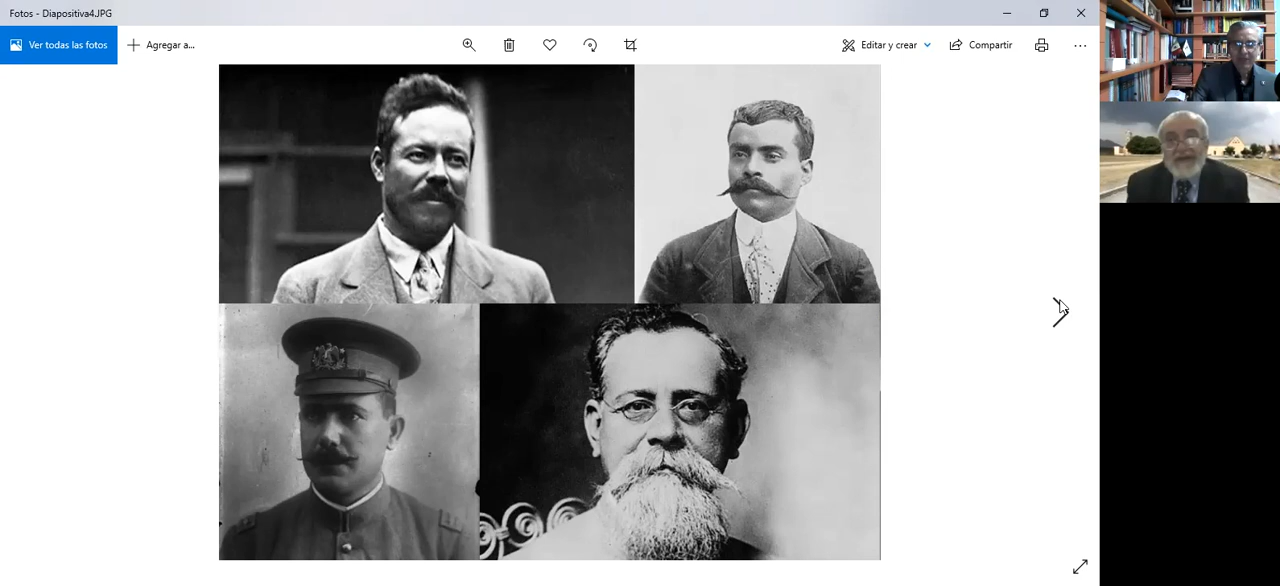 Fotos - Diapositiva4.JPG
Ver todas las fotos
Agregar a...
Editar y crear
Compartir